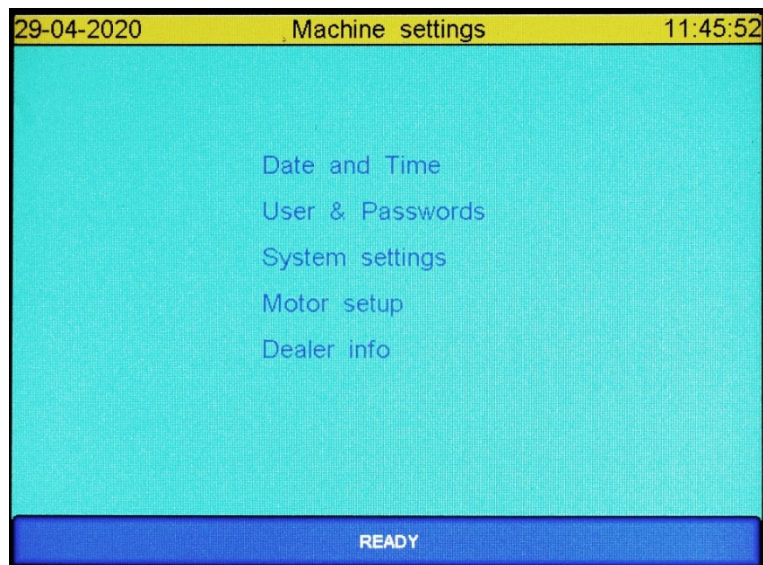 29-04-2020 Machine settings 11:45:52
Date and Time
User & Passwords
System settings
Motor setup
Dealer info
READY